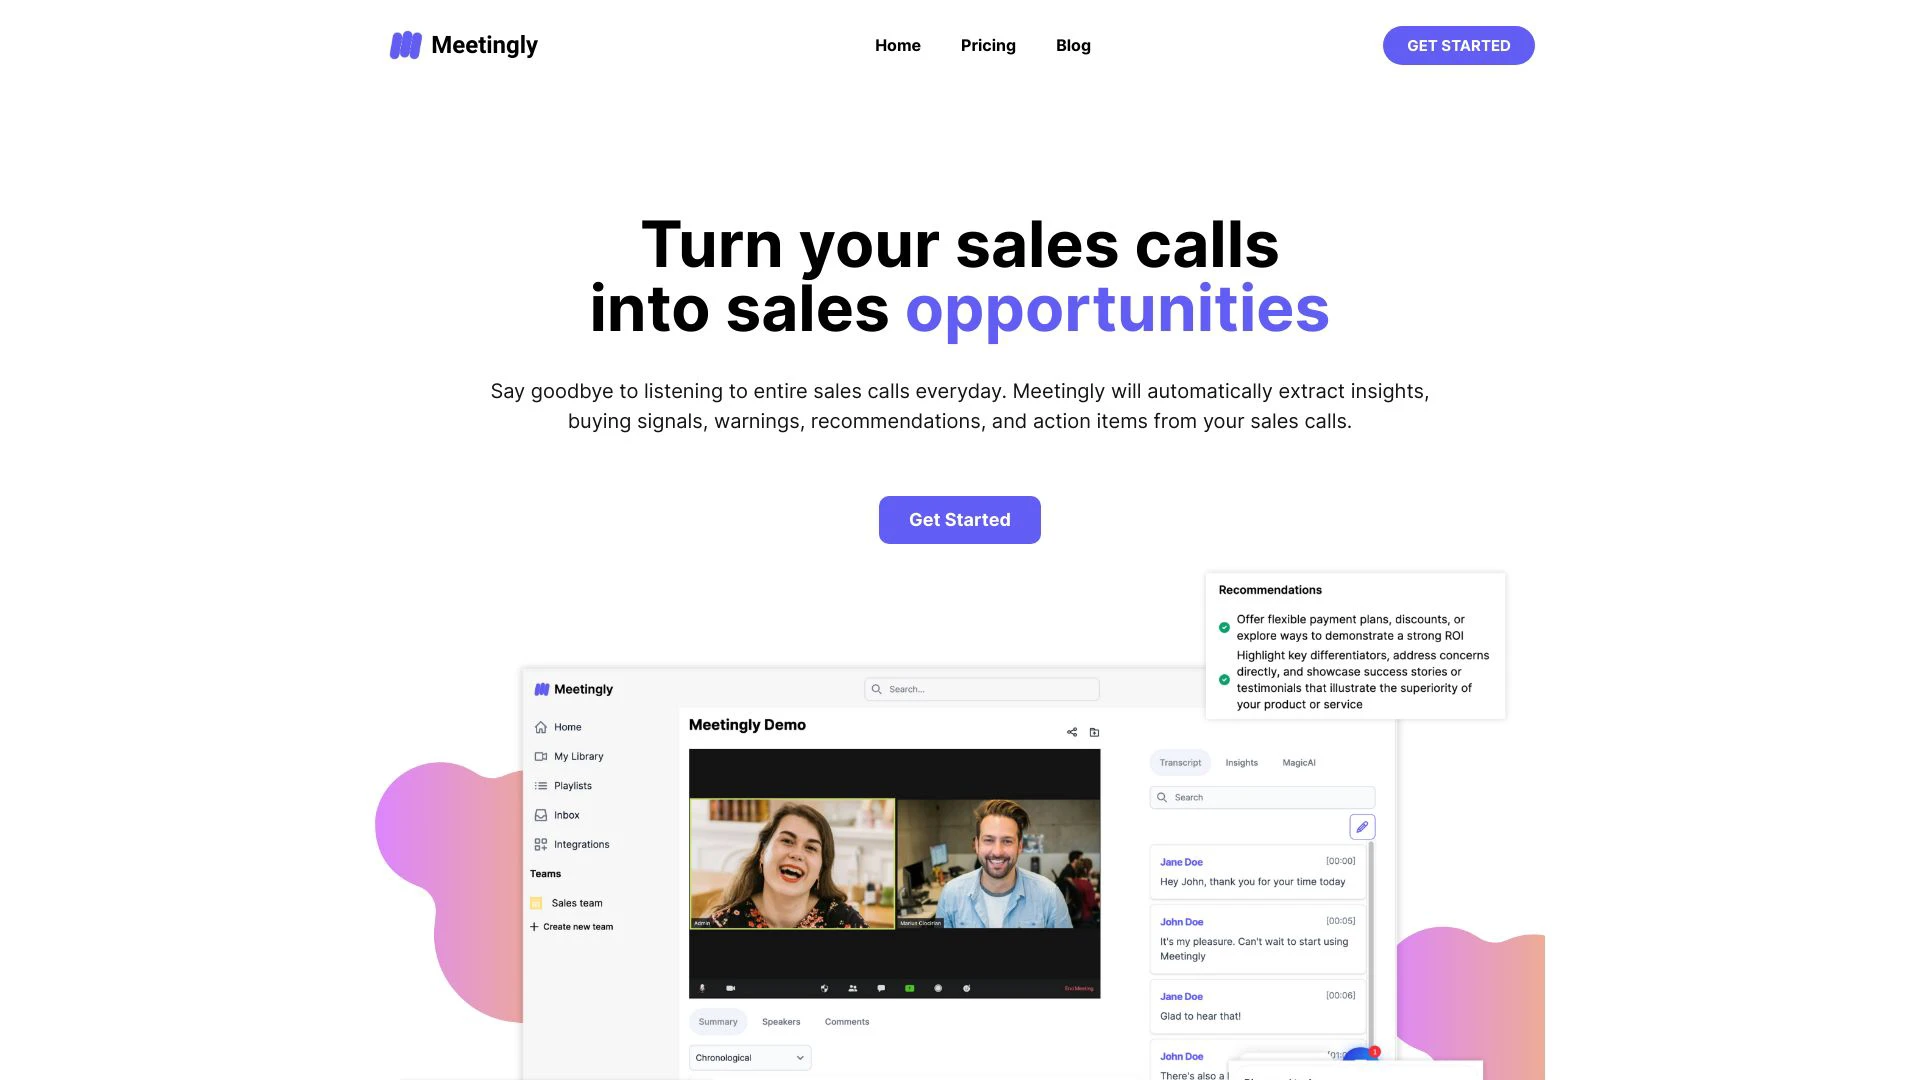 Meetingly
Home
Pricing
Blog
GET STARTED
Turn your sales calls
into sales opportunities
Say goodbye to listening to entire sales calls everyday. Meetingly will automatically extract insights,
buying signals, warnings, recommendations, and action items from your sales calls.
Get Started
Recommendations
Offer flexible payment plans, discounts, or
explore ways to demonstrate a strong ROI
Highlight key differentiators, address concerns
directly, and showcase success stories or
testimonials that illustrate the superiority of
your product or service
Meetingly
Search...
Home
My Library
Playlists
Inbox
Integrations
Teams
Sales team
Create new team
Meetingly Demo
Admin
Marius Ciocirlan
End Meeting
Summary
Speakers
Comments
Chronological
Transcript
Insights
MagicAI
Search
Jane Doe
[00:00]
Hey John, thank you for your time today
John Doe
[00:05]
It's my pleasure. Can't wait to start using
Meetingly
Jane Doe
[00:06]
Glad to hear that!
John Doe
1
There's also a